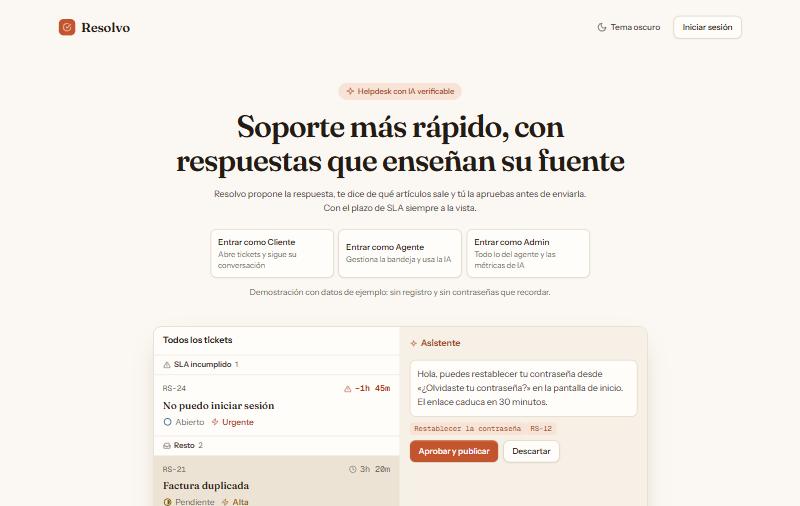 Resolvo
Tema oscuro
Iniciar sesión
Helpdesk con IA verificable
Soporte más rápido, con
respuestas que enseñan su fuente
Resolvo propone la respuesta, te dice de qué artículos sale y tú la apruebas antes de enviarla.
Con el plazo de SLA siempre a la vista.
Entrar como Cliente
Abre tickets y sigue su
conversación
Entrar como Agente
Gestiona la bandeja y usa la IA
Entrar como Admin
Todo lo del agente y las
métricas de IA
Demostración con datos de ejemplo: sin registro y sin contraseñas que recordar.
Todos los tickets
SLA incumplido 1
RS-24
−1h 45m
No puedo iniciar sesión
Abierto
Urgente
Resto 2
RS-21
3h 20m
Factura duplicada
Pendiente
Alta
Asistente
Hola, puedes restablecer tu contraseña desde
«¿Olvidaste tu contraseña?» en la pantalla de inicio.
El enlace caduca en 30 minutos.
Restablecer la contraseña RS-12
Aprobar y publicar
Descartar